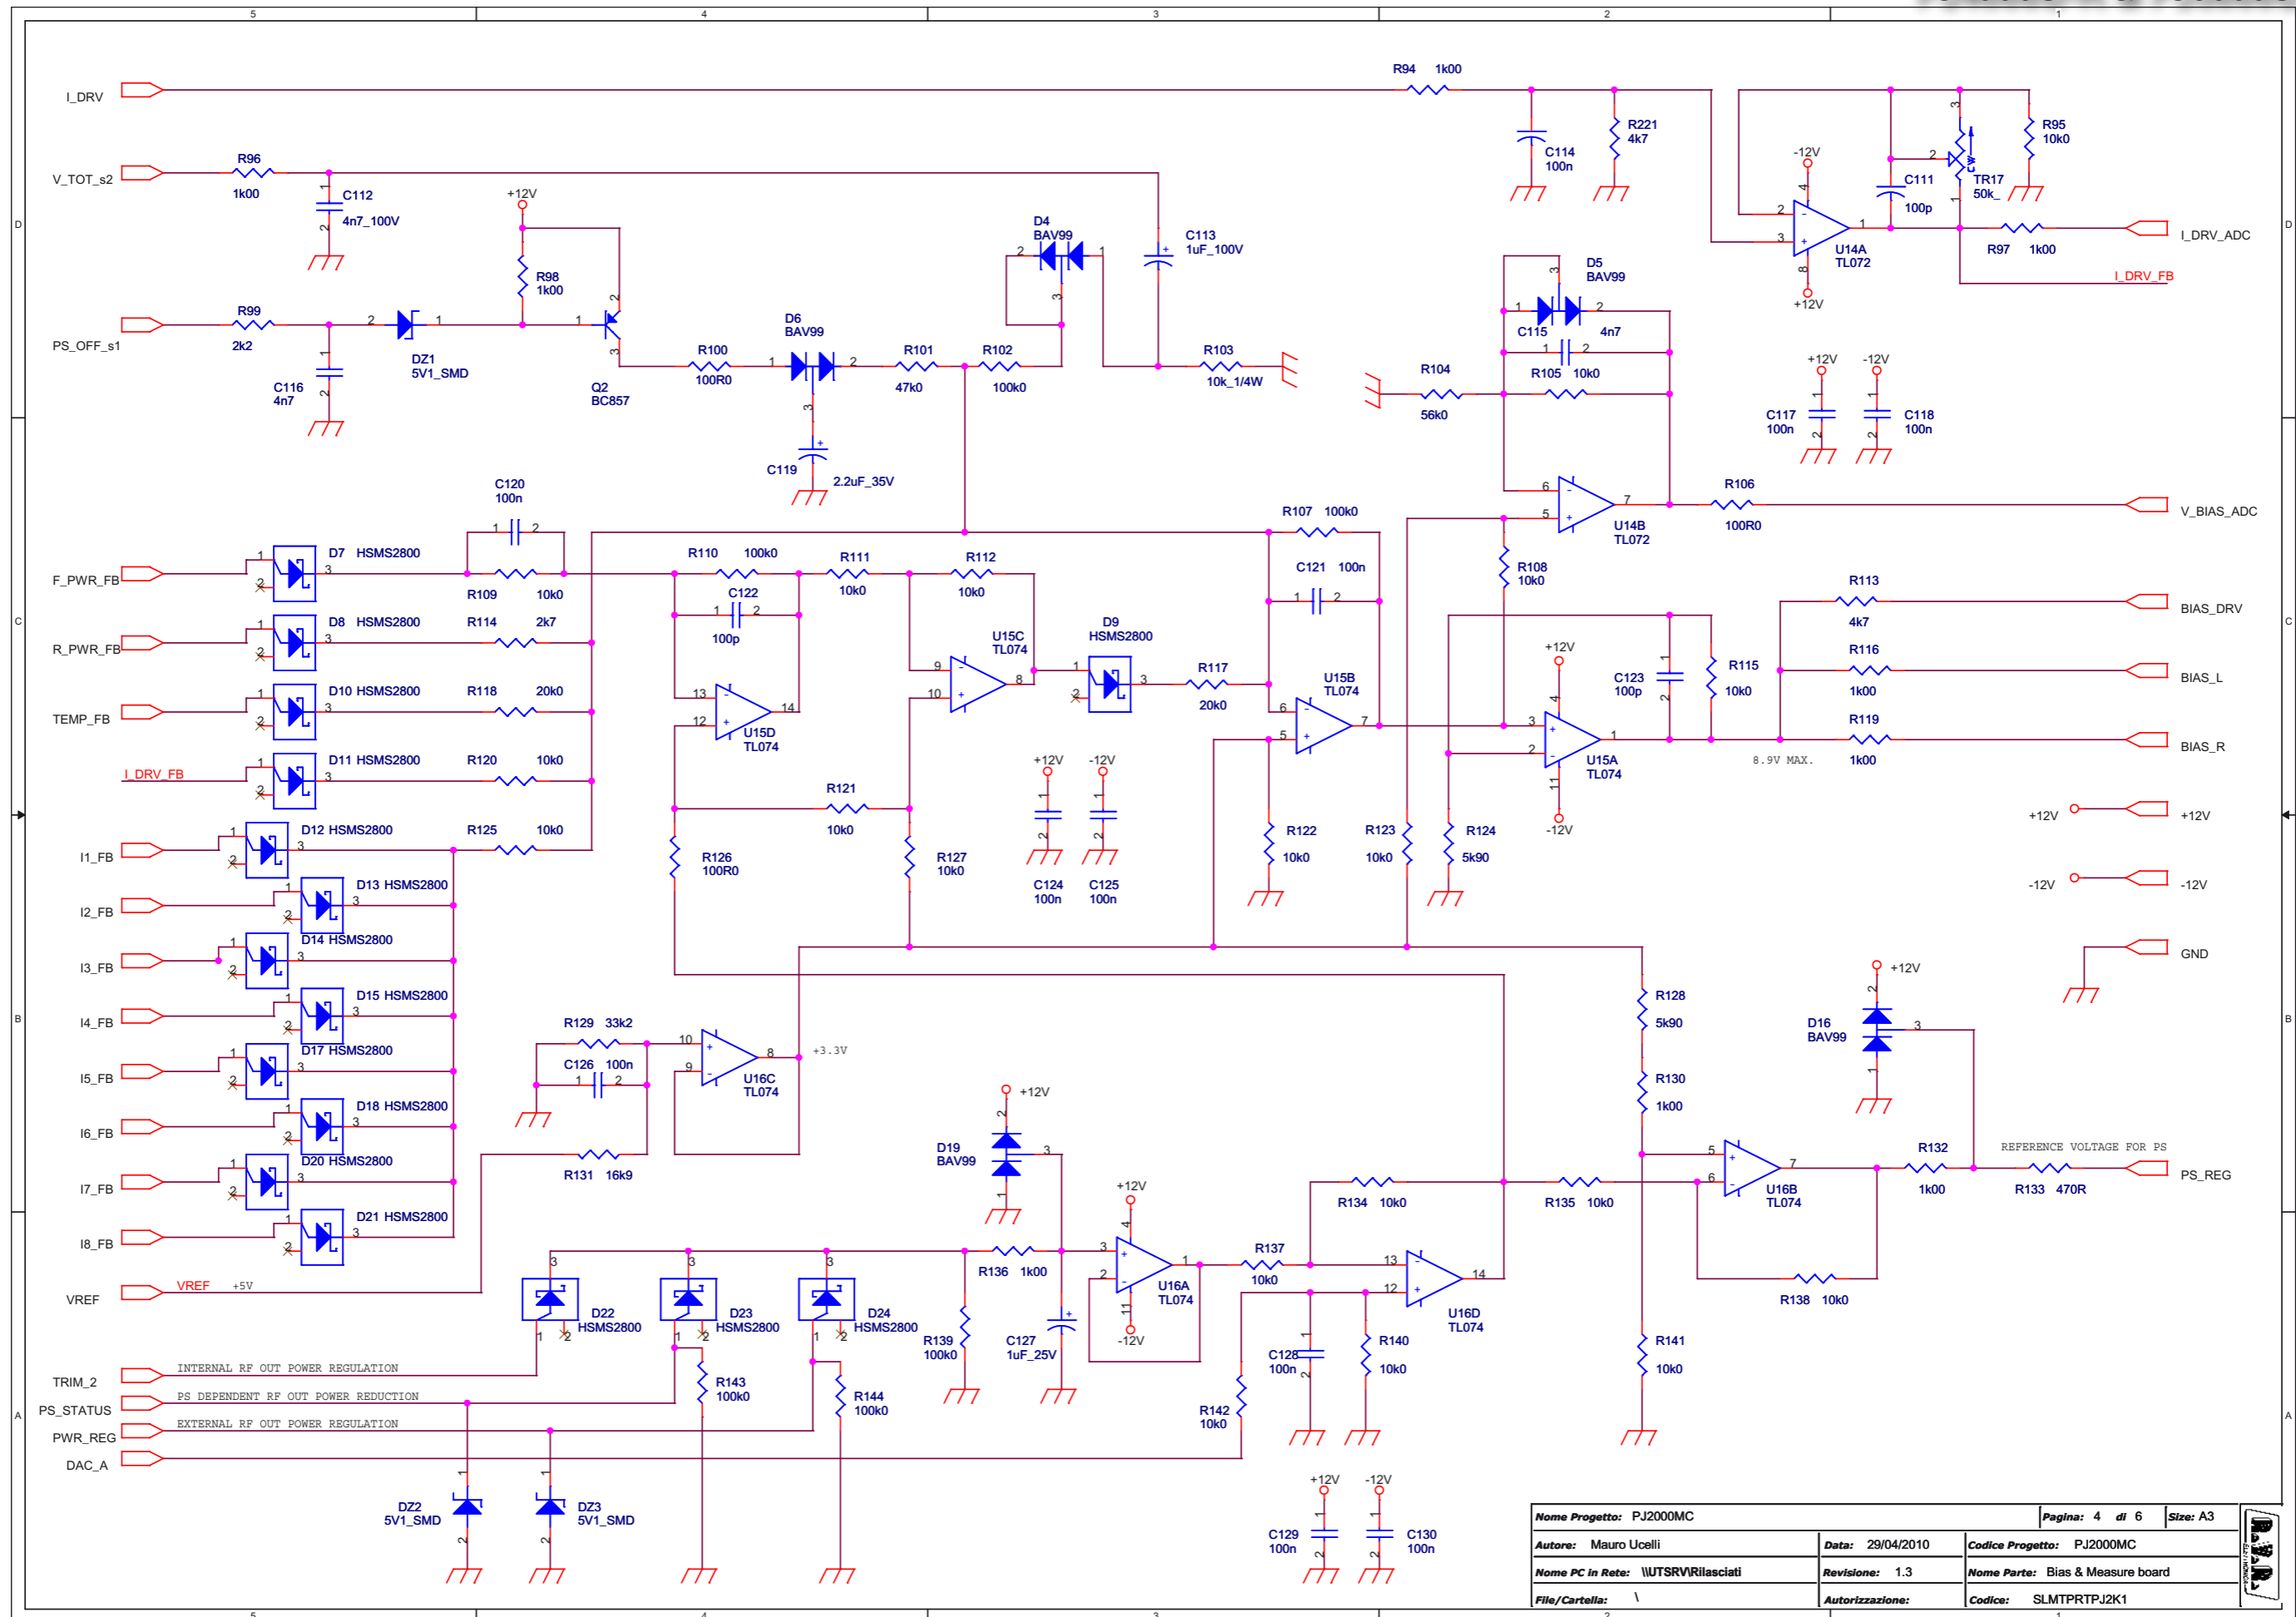 5 4 3 2 1
I_DRV
R94 1k00
C114
100n
R221
4k7
-12V
U14A
TL072
+12V
C111
100p
TR17
50k_
CW
R95
10k0
R97 1k00
I_DRV_ADC
I_DRV_FB
V_TOT_s2
R96
1k00
C112
4n7_100V
+12V
R98
1k00
D4
BAV99
C113
1uF_100V
PS_OFF_s1
R99
2k2
C116
4n7
DZ1
5V1_SMD
Q2
BC857
R100
100R0
D6
BAV99
C119
2.2uF_35V
R101
47k0
R102
100k0
R103
10k_1/4W
D5
BAV99
C115 4n7
R104
56k0
R105 10k0
+12V -12V
C117
100n
C118
100n
U14B
TL072
R106
100R0
V_BIAS_ADC
C120
100n
F_PWR_FB
D7 HSMS2800
R109 10k0
R110 100k0
C122
100p
R111
10k0
R112
10k0
R107 100k0
C121 100n
R108
10k0
R113
4k7
BIAS_DRV
R_PWR_FB
D8 HSMS2800
R114 2k7
U15C
TL074
D9
HSMS2800
R117
20k0
U15B
TL074
+12V
C123
100p
R115
10k0
R116
1k00
BIAS_L
TEMP_FB
D10 HSMS2800
R118 20k0
U15D
TL074
U15A
TL074
-12V
R119
1k00
BIAS_R
8.9V MAX.
I_DRV_FB
D11 HSMS2800
R120 10k0
R121
10k0
+12V -12V
C124
100n
C125
100n
R122
10k0
R123
10k0
R124
5k90
+12V +12V
I1_FB
D12 HSMS2800
R125 10k0
R126
100R0
R127
10k0
-12V -12V
I2_FB
D13 HSMS2800
I3_FB
D14 HSMS2800
GND
I4_FB
D15 HSMS2800
R128
5k90
D16
BAV99
+12V
I5_FB
D17 HSMS2800
R129 33k2
C126 100n
U16C
TL074
+3.3V
R130
1k00
I6_FB
D18 HSMS2800
R131 16k9
D19
BAV99
+12V
I7_FB
D20 HSMS2800
R134 10k0
R135 10k0
U16B
TL074
R132
1k00
REFERENCE VOLTAGE FOR PS
R133 470R
PS_REG
I8_FB
D21 HSMS2800
R136 1k00
+12V
U16A
TL074
-12V
R137
10k0
U16D
TL074
R138 10k0
VREF
VREF +5V
D22
HSMS2800
D23
HSMS2800
D24
HSMS2800
R139
100k0
C127
1uF_25V
C128
100n
R140
10k0
R141
10k0
TRIM_2
INTERNAL RF OUT POWER REGULATION
PS_STATUS
PS DEPENDENT RF OUT POWER REDUCTION
PWR_REG
EXTERNAL RF OUT POWER REGULATION
DAC_A
R143
100k0
R144
100k0
R142
10k0
DZ2
5V1_SMD
DZ3
5V1_SMD
+12V -12V
C129
100n
C130
100n
Nome Progetto: PJ2000MC Pagina: 4 di 6 Size: A3
Autore: Mauro Ucelli Data: 29/04/2010 Codice Progetto: PJ2000MC
Nome PC in Rete: \\UTSRV\Rilasciati Revisione: 1.3 Nome Parte: Bias & Measure board
File/Cartella: \ Autorizzazione: Codice: SLMTPRTPJ2K1
5 4 3 2 1